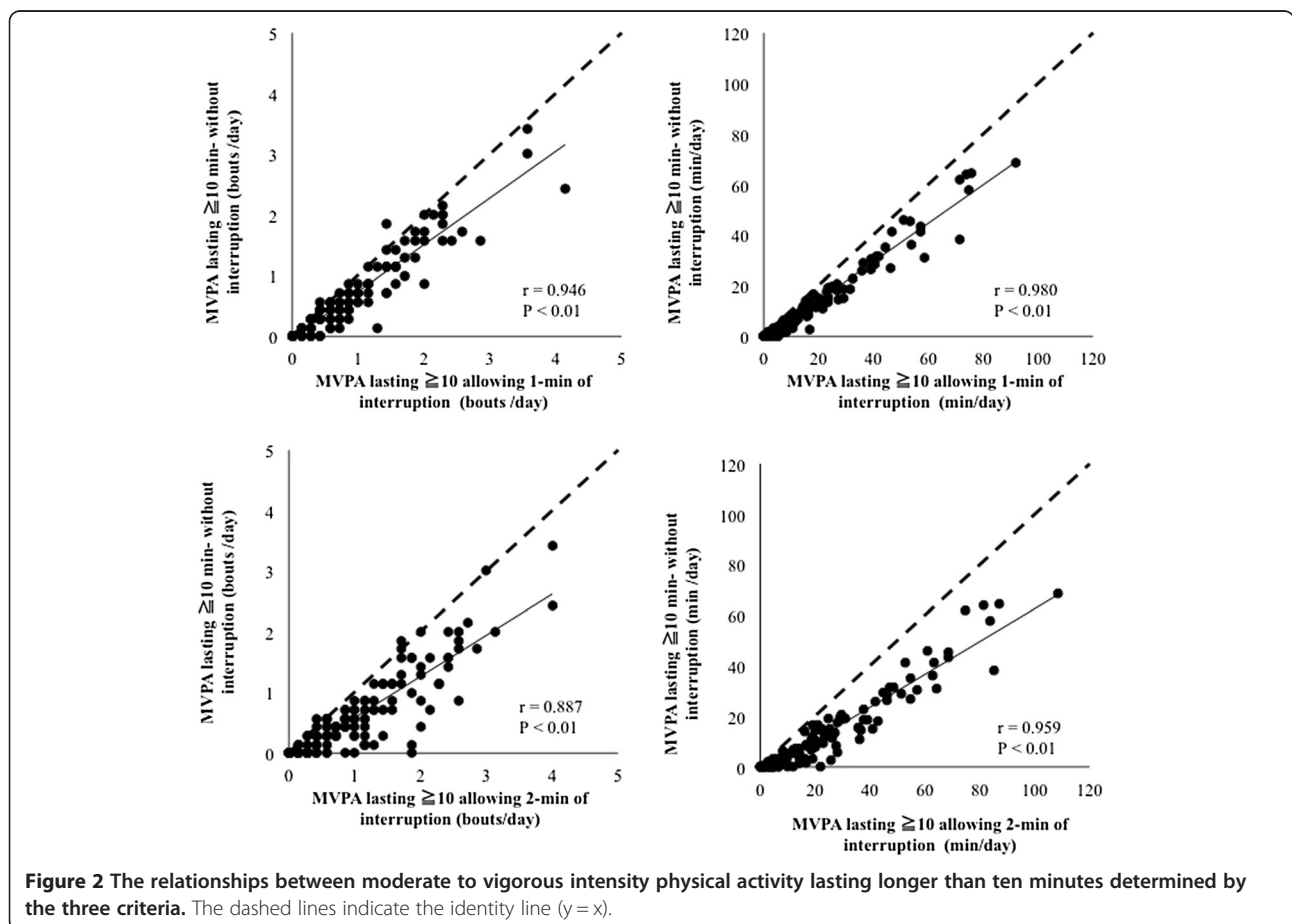 5
4
3
2
1
0
0
1
2
3
4
5
MVPA lasting ≧10 min- without
interruption (bouts /day)
r = 0.946
P < 0.01
MVPA lasting ≧10 allowing 1-min of
interruption (bouts /day)
120
100
80
60
40
20
0
0
20
40
60
80
100
120
MVPA lasting ≧10 min- without
interruption (min/day)
r = 0.980
P < 0.01
MVPA lasting ≧10 allowing 1-min of
interruption (min/day)
5
4
3
2
1
0
0
1
2
3
4
5
MVPA lasting ≧10 min- without
interruption (bouts /day)
r = 0.887
P < 0.01
MVPA lasting ≧10 allowing 2-min of
interruption (bouts/day)
120
100
80
60
40
20
0
0
20
40
60
80
100
120
MVPA lasting ≧10 min- without
interruption (min /day)
r = 0.959
P < 0.01
MVPA lasting ≧10 allowing 2-min of
interruption (min/day)
Figure 2 The relationships between moderate to vigorous intensity physical activity lasting longer than ten minutes determined by
the three criteria. The dashed lines indicate the identity line (y = x).